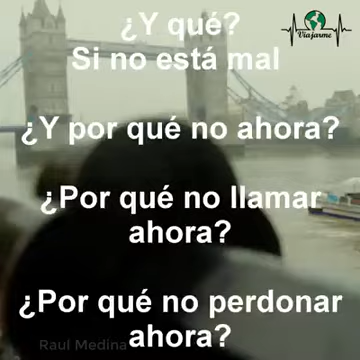 ¿Y qué?
Viajarme
Si no está mal
¿Y por qué no ahora?
¿Por qué no llamar
ahora?
¿Por qué no perdonar
ahora?
Raul Medina